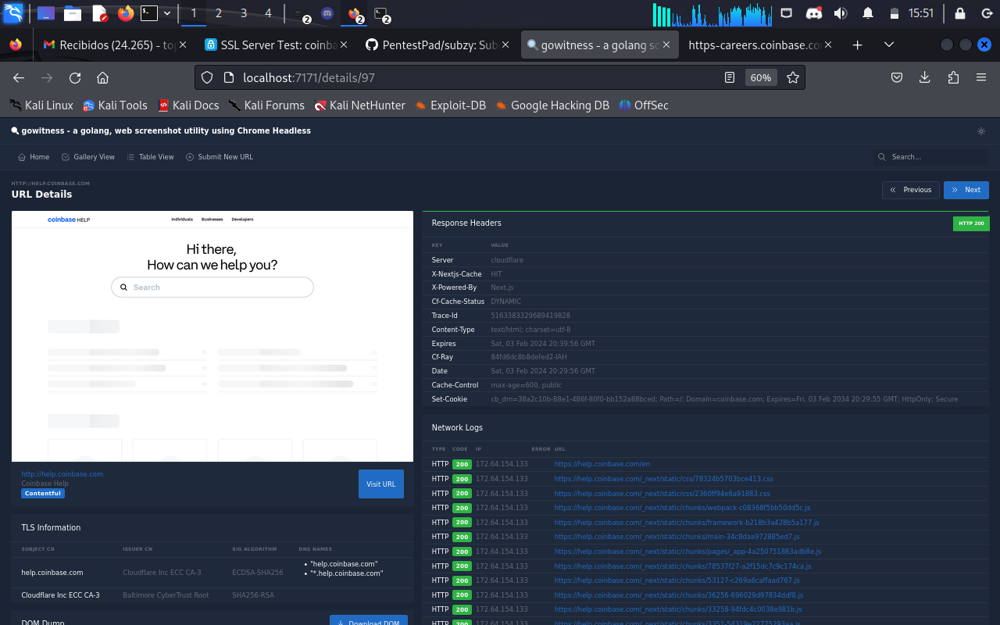 1 2 3 4 2 2 2 15:51
Recibidos (24.265) - to
SSL Server Test: coinba
PentestPad/subzy: Sub
gowitness - a golang sc
https-careers.coinbase.co
localhost:7171/details/97 60%
Kali Linux Kali Tools Kali Docs Kali Forums Kali NetHunter Exploit-DB Google Hacking DB OffSec
gowitness - a golang, web screenshot utility using Chrome Headless
Home Gallery View Table View Submit New URL Search...
HTTP://HELP.COINBASE.COM
URL Details
Previous Next
coinbase HELP Individuals Businesses Developers
Hi there,
How can we help you?
Search
http://help.coinbase.com
Coinbase Help
Contentful
Visit URL
TLS Information
SUBJECT CN ISSUER CN SIG ALGORITHM DNS NAMES
help.coinbase.com Cloudflare Inc ECC CA-3 ECDSA-SHA256
• "help.coinbase.com"
• "*.help.coinbase.com"
Cloudflare Inc ECC CA-3 Baltimore CyberTrust Root SHA256-RSA
DOM Dump Download DOM
Response Headers HTTP 200
KEY VALUE
Server cloudflare
X-Nextjs-Cache HIT
X-Powered-By Next.js
Cf-Cache-Status DYNAMIC
Trace-Id 5163383329689419828
Content-Type text/html; charset=utf-8
Expires Sat, 03 Feb 2024 20:39:56 GMT
Cf-Ray 84fd6dc8b8defed2-IAH
Date Sat, 03 Feb 2024 20:29:56 GMT
Cache-Control max-age=600, public
Set-Cookie cb_dm=38a2c10b-88e1-486f-80f0-bb152a88bced; Path=/; Domain=coinbase.com; Expires=Fri, 03 Feb 2034 20:29:55 GMT; HttpOnly; Secure
Network Logs
TYPE CODE IP ERROR URL
HTTP 200 172.64.154.133 https://help.coinbase.com/en
HTTP 200 172.64.154.133 https://help.coinbase.com/_next/static/css/78324b5703bce413.css
HTTP 200 172.64.154.133 https://help.coinbase.com/_next/static/css/2360ff94e6a91883.css
HTTP 200 172.64.154.133 https://help.coinbase.com/_next/static/chunks/webpack-c08368f5bb50dd5c.js
HTTP 200 172.64.154.133 https://help.coinbase.com/_next/static/chunks/framework-b218b3a428b5a177.js
HTTP 200 172.64.154.133 https://help.coinbase.com/_next/static/chunks/main-34c8daa972885ed7.js
HTTP 200 172.64.154.133 https://help.coinbase.com/_next/static/chunks/pages/_app-4a250751883adb8e.js
HTTP 200 172.64.154.133 https://help.coinbase.com/_next/static/chunks/78537f27-a2f15dc7c9c174ca.js
HTTP 200 172.64.154.133 https://help.coinbase.com/_next/static/chunks/53127-c269a6caffaad767.js
HTTP 200 172.64.154.133 https://help.coinbase.com/_next/static/chunks/36256-696029d97834ddf8.js
HTTP 200 172.64.154.133 https://help.coinbase.com/_next/static/chunks/33258-94fdc4c0038e981b.js
HTTP 200 172.64.154.133 https://help.coinbase.com/_next/static/chunks/3351-54319e22775293aa.js